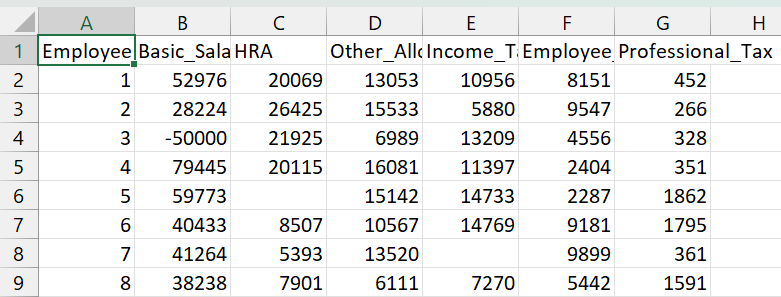 A B C D E F G H
1 Employee Basic_Sala HRA Other_Allo Income_T Employee_ Professional_Tax
2 1 52976 20069 13053 10956 8151 452
3 2 28224 26425 15533 5880 9547 266
4 3 -50000 21925 6989 13209 4556 328
5 4 79445 20115 16081 11397 2404 351
6 5 59773 15142 14733 2287 1862
7 6 40433 8507 10567 14769 9181 1795
8 7 41264 5393 13520 9899 361
9 8 38238 7901 6111 7270 5442 1591